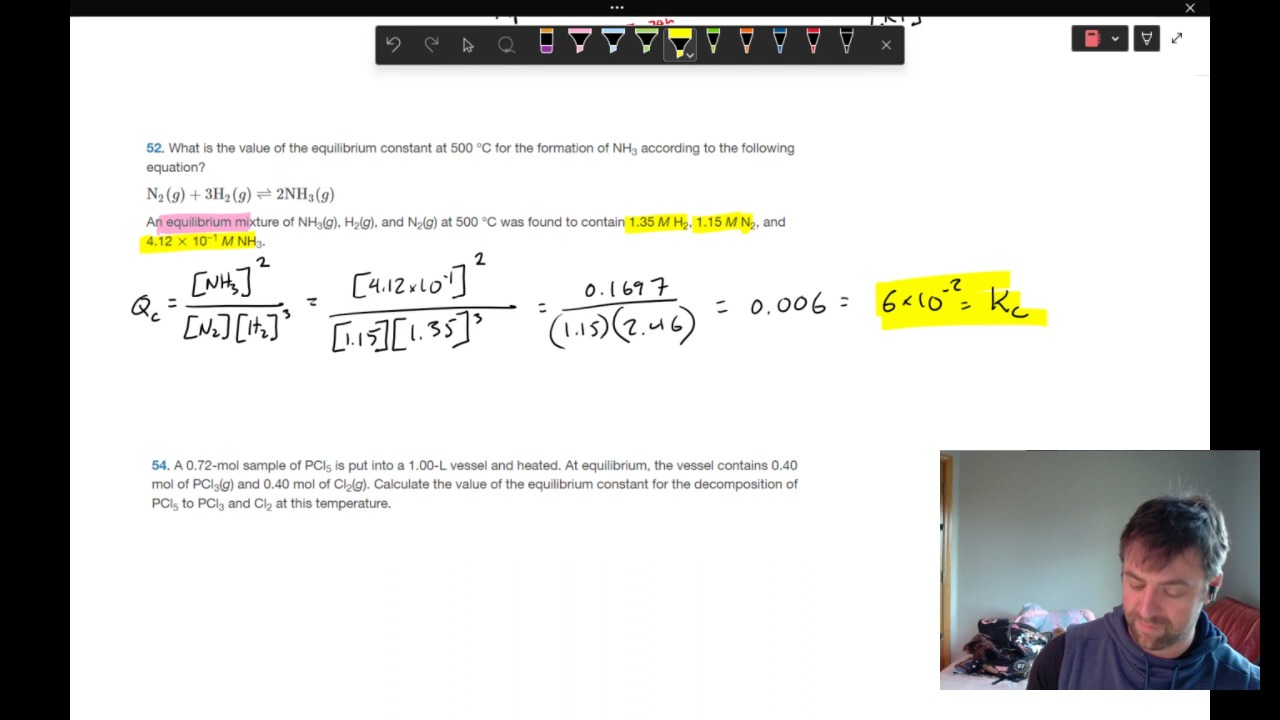 52. What is the value of the equilibrium constant at 500 °C for the formation of NH₃ according to the following
equation?
N₂(g) + 3H₂(g) ⇌ 2NH₃(g)
An equilibrium mixture of NH₃(g), H₂(g), and N₂(g) at 500 °C was found to contain 1.35 M H₂, 1.15 M N₂, and
4.12 × 10⁻¹ M NH₃.
Qc = [NH₃]² / [N₂][H₂]³ = [4.12×10⁻¹]² / [1.15][1.35]³ = 0.1697 / (1.15)(2.46) = 0.006 = 6×10⁻² = Kc
54. A 0.72-mol sample of PCl₅ is put into a 1.00-L vessel and heated. At equilibrium, the vessel contains 0.40
mol of PCl₃(g) and 0.40 mol of Cl₂(g). Calculate the value of the equilibrium constant for the decomposition of
PCl₅ to PCl₃ and Cl₂ at this temperature.